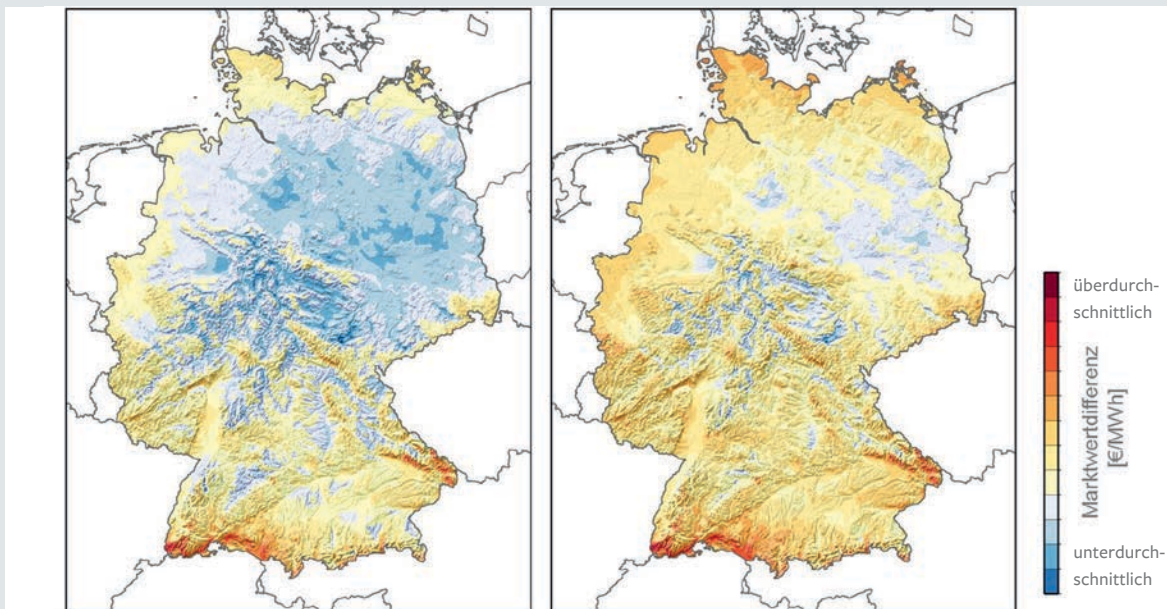 überdurch-
schnittlich
Marktwertdifferenz
[€/MWh]
unterdurch-
schnittlich